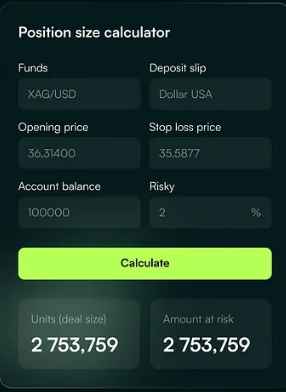 Position size calculator
Funds Deposit slip
XAG/USD Dollar USA
Opening price Stop loss price
36,31400 35,5877
Account balance Risky
100000 2 %
Calculate
Units (deal size) Amount at risk
2 753,759 2 753,759